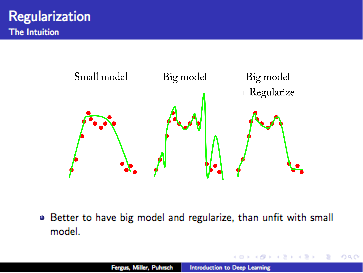 Regularization
The Intuition
Small model
Big model
Big model
+ Regularize
Better to have big model and regularize, than unfit with small
model.
Fergus, Miller, Puhrsch
Introduction to Deep Learning